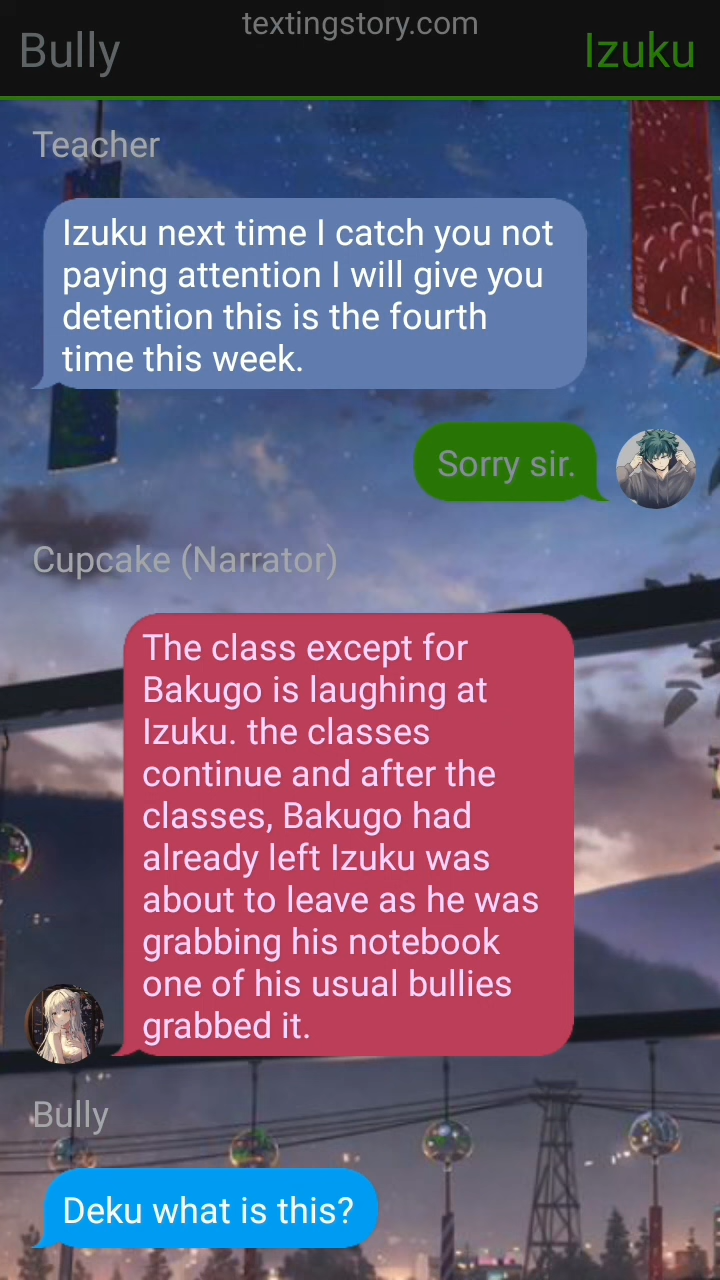 textingstory.com
Bully
Izuku
Teacher
Izuku next time I catch you not
paying attention I will give you
detention this is the fourth
time this week.
Sorry sir.
Cupcake (Narrator)
The class except for
Bakugo is laughing at
Izuku. the classes
continue and after the
classes, Bakugo had
already left Izuku was
about to leave as he was
grabbing his notebook
one of his usual bullies
grabbed it.
Bully
Deku what is this?